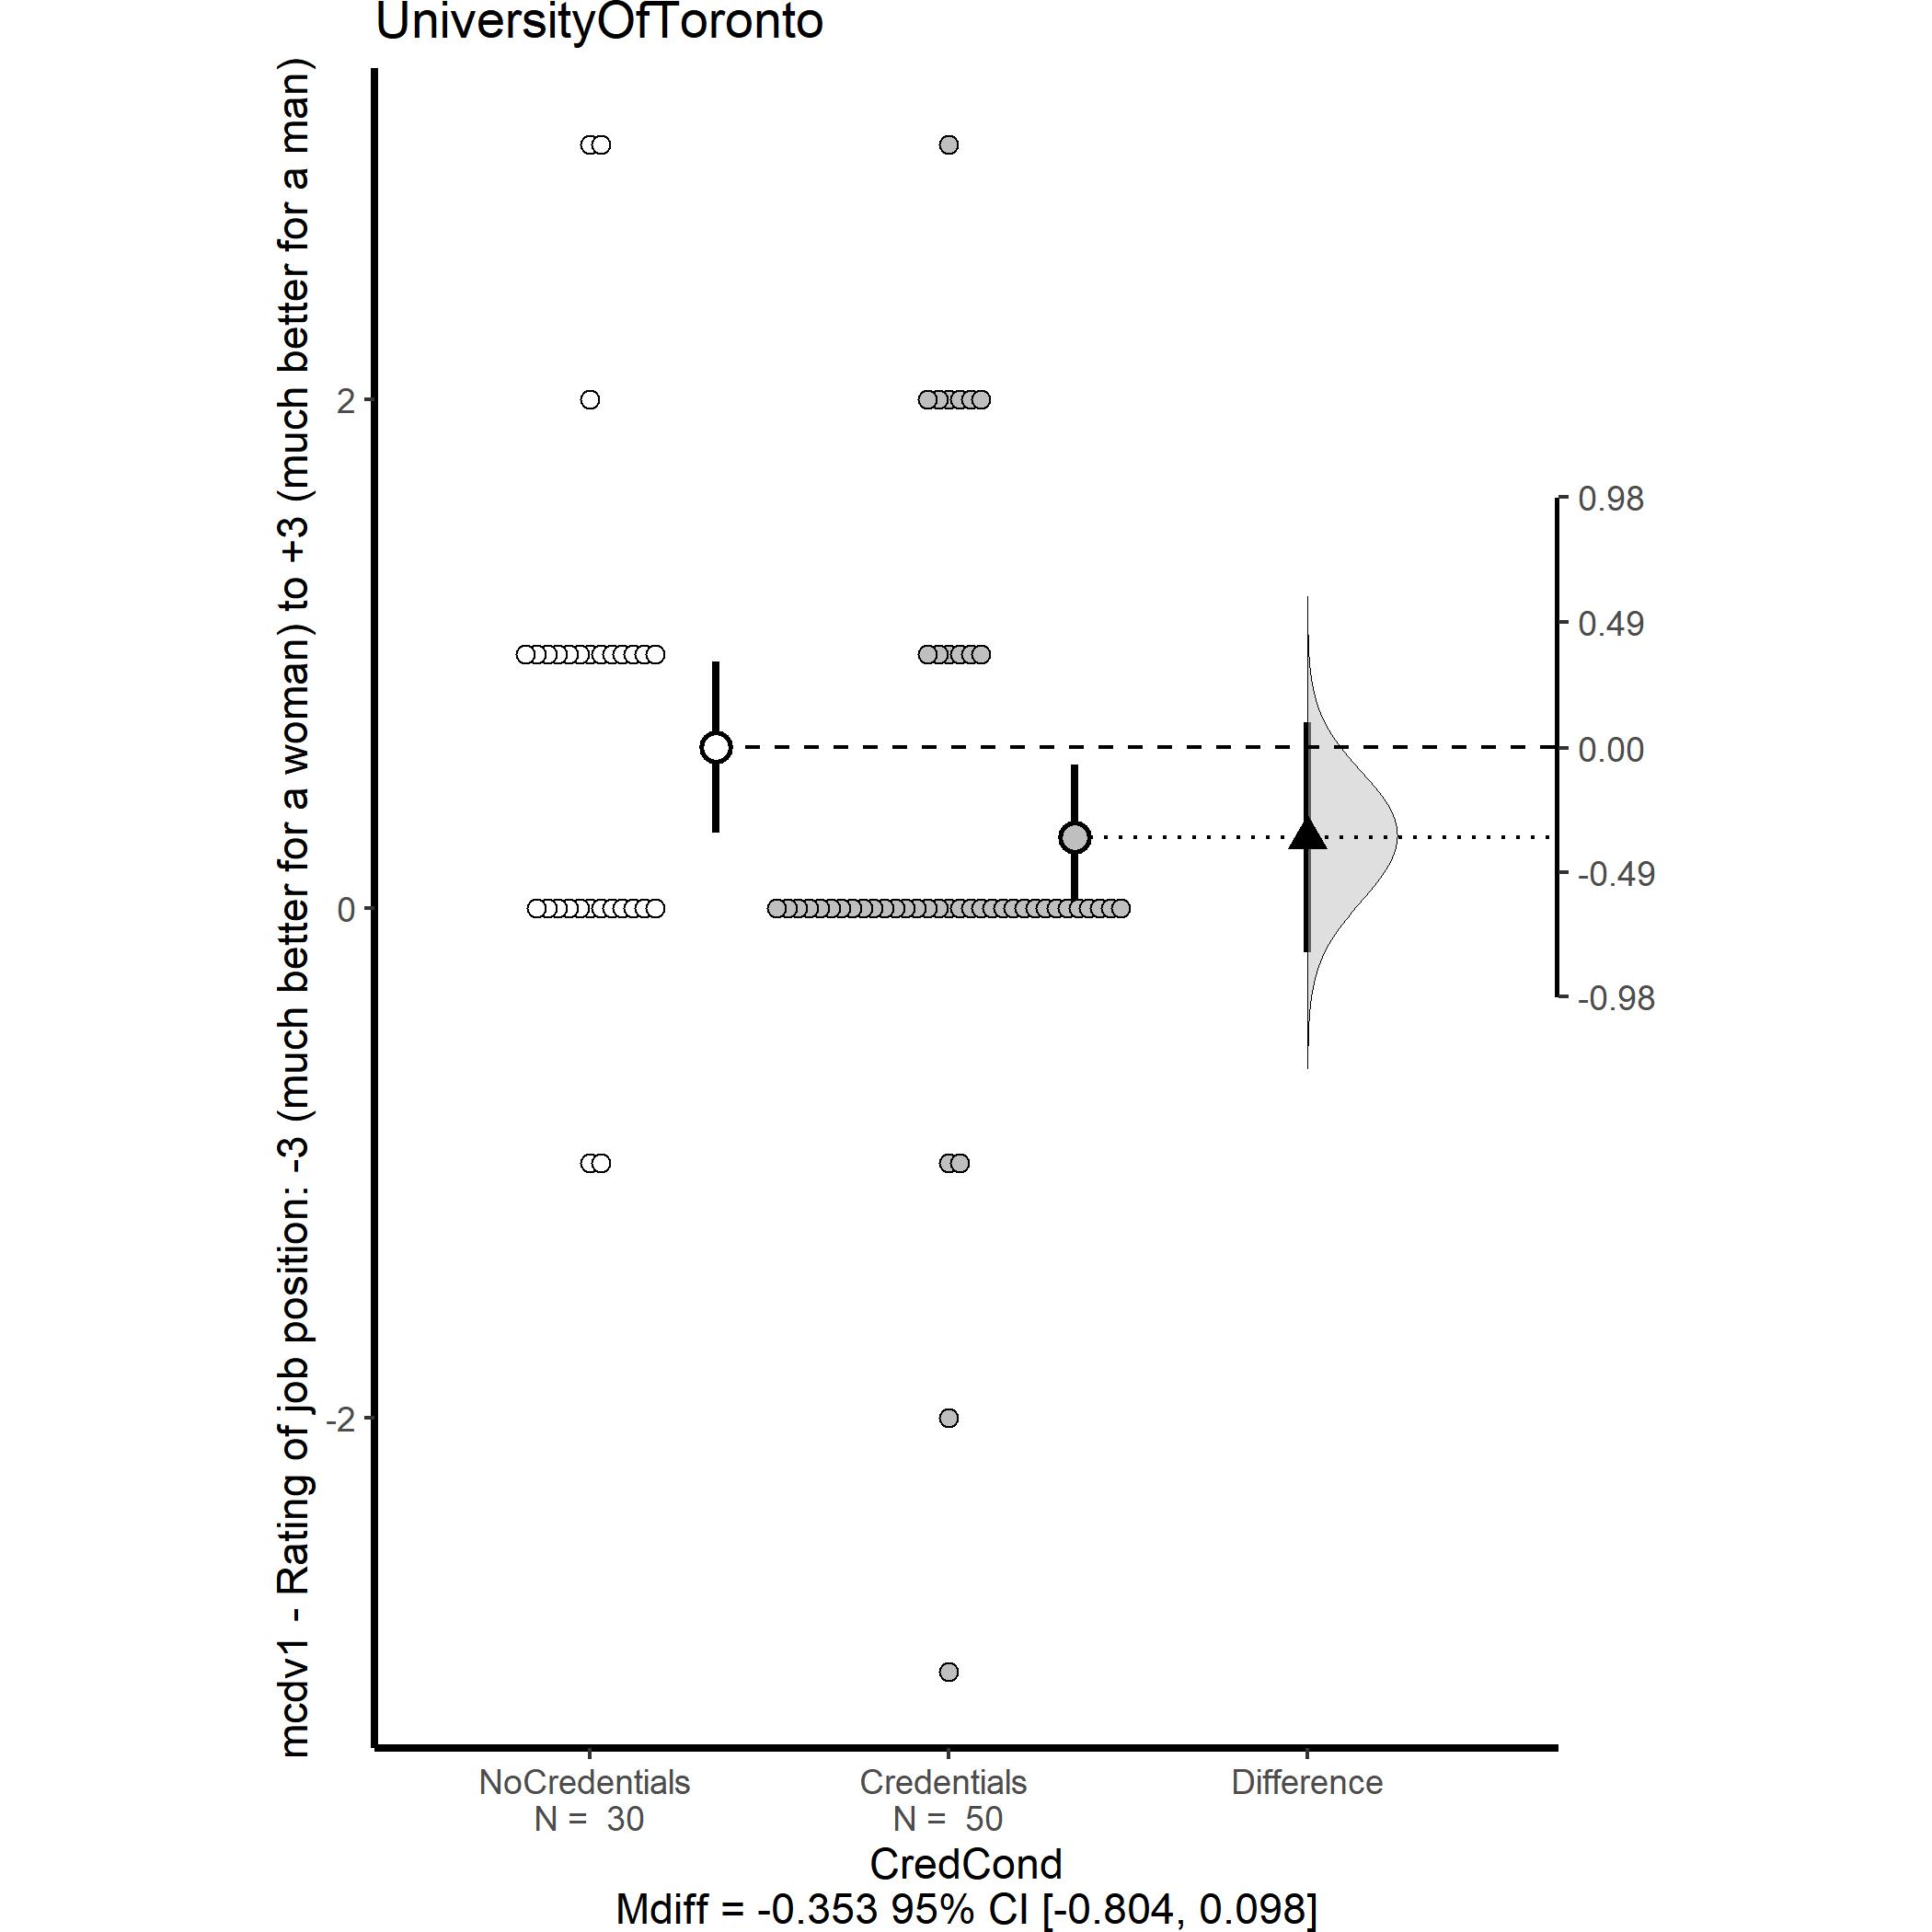 UniversityOfToronto
mcdv1 - Rating of job position: -3 (much better for a woman) to +3 (much better for a man)
2
0
-2
0.98
0.49
0.00
-0.49
-0.98
NoCredentials
N =  30
Credentials
N =  50
Difference
CredCond
Mdiff = -0.353 95% CI [-0.804, 0.098]